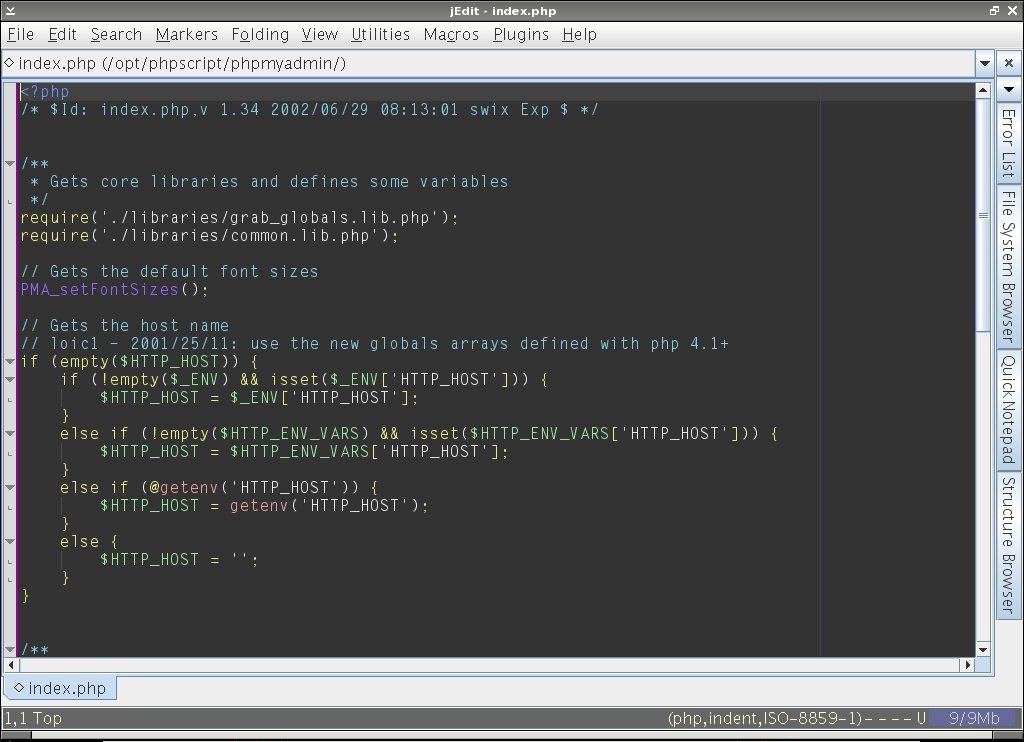 jEdit - index.php
File Edit Search Markers Folding View Utilities Macros Plugins Help
index.php (/opt/phpscript/phpmyadmin/)
<?php
/* $Id: index.php,v 1.34 2002/06/29 08:13:01 swix Exp $ */
/**
 * Gets core libraries and defines some variables
 */
require('./libraries/grab_globals.lib.php');
require('./libraries/common.lib.php');
// Gets the default font sizes
PMA_setFontSizes();
// Gets the host name
// loic1 - 2001/25/11: use the new globals arrays defined with php 4.1+
if (empty($HTTP_HOST)) {
    if (!empty($_ENV) && isset($_ENV['HTTP_HOST'])) {
        $HTTP_HOST = $_ENV['HTTP_HOST'];
    }
    else if (!empty($HTTP_ENV_VARS) && isset($HTTP_ENV_VARS['HTTP_HOST'])) {
        $HTTP_HOST = $HTTP_ENV_VARS['HTTP_HOST'];
    }
    else if (@getenv('HTTP_HOST')) {
        $HTTP_HOST = getenv('HTTP_HOST');
    }
    else {
        $HTTP_HOST = '';
    }
}
/**
Error List
File System Browser
Quick Notepad
Structure Browser
index.php
1,1 Top
(php,indent,ISO-8859-1)- - - - U 9/9Mb